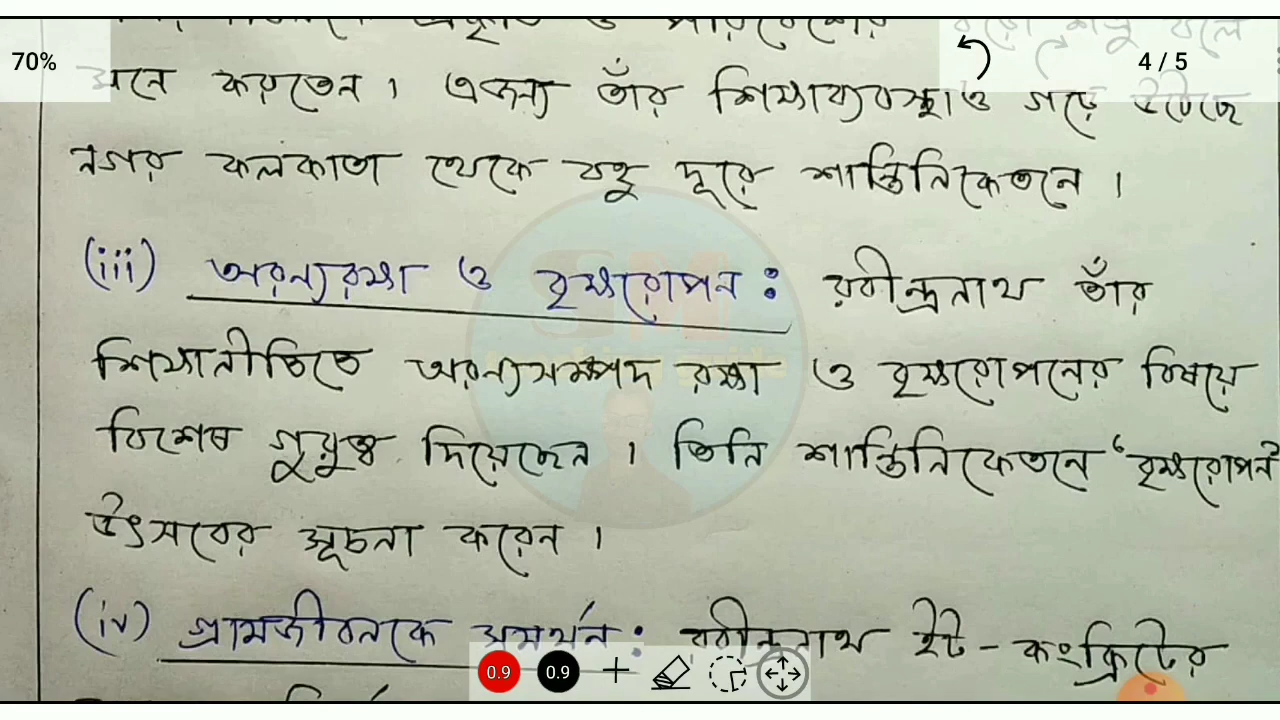 70%
4 / 5
মনে করতেন। এজন্য তাঁর শিক্ষাব্যবস্থাও গড়ে উঠেছে
নগর কলকাতা থেকে বহু দূরে শান্তিনিকেতনে।
(iii) অরন্যরক্ষা ও বৃক্ষরোপন : রবীন্দ্রনাথ তাঁর
শিক্ষানীতিতে অরন্যসম্পদ রক্ষা ও বৃক্ষরোপনের বিষয়ে
বিশেষ গুরুত্ব দিয়েছেন। তিনি শান্তিনিকেতনে ‘বৃক্ষরোপন’
উৎসবের সূচনা করেন।
(iv) গ্রামজীবনকে সমর্থন : রবীন্দ্রনাথ ইট - কংক্রিটের
0.9 0.9